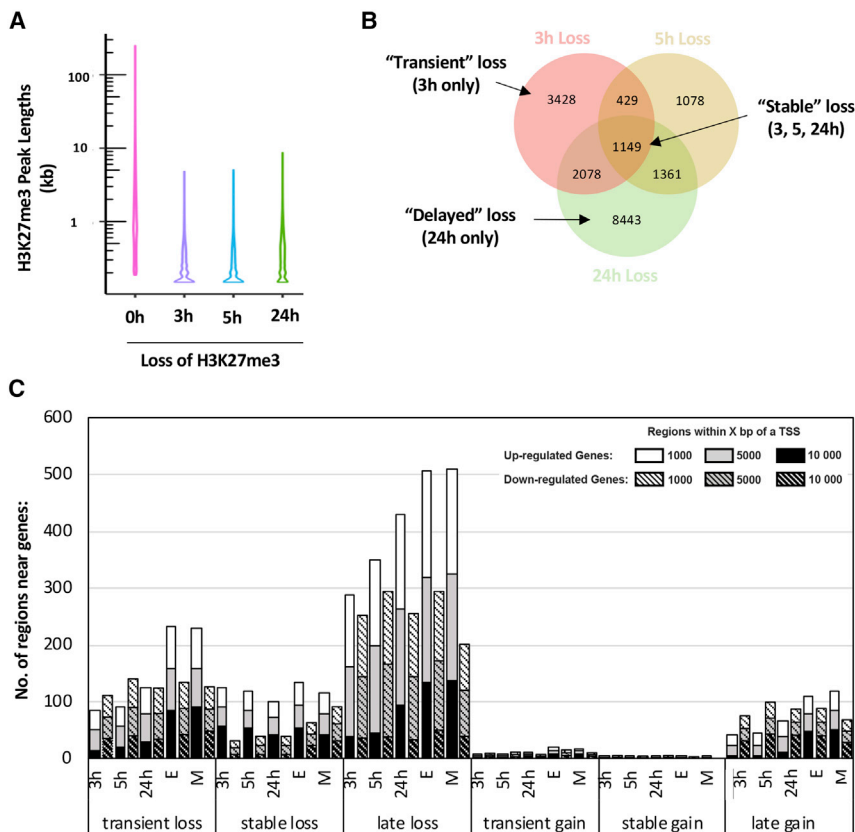 A
H3K27me3 Peak Lengths
(kb)
100
10
1
0h 3h 5h 24h
Loss of H3K27me3
B
3h Loss 5h Loss
“Transient” loss
(3h only)
3428 429 1078
“Stable” loss
(3, 5, 24h)
1149
2078 1361
“Delayed” loss
(24h only)
8443
24h Loss
C
No. of regions near genes:
600
500
400
300
200
100
0
Regions within X bp of a TSS
Up-regulated Genes: 1000 5000 10 000
Down-regulated Genes: 1000 5000 10 000
3h 5h 24h E M 3h 5h 24h E M 3h 5h 24h E M 3h 5h 24h E M 3h 5h 24h E M 3h 5h 24h E M
transient loss stable loss late loss transient gain stable gain late gain